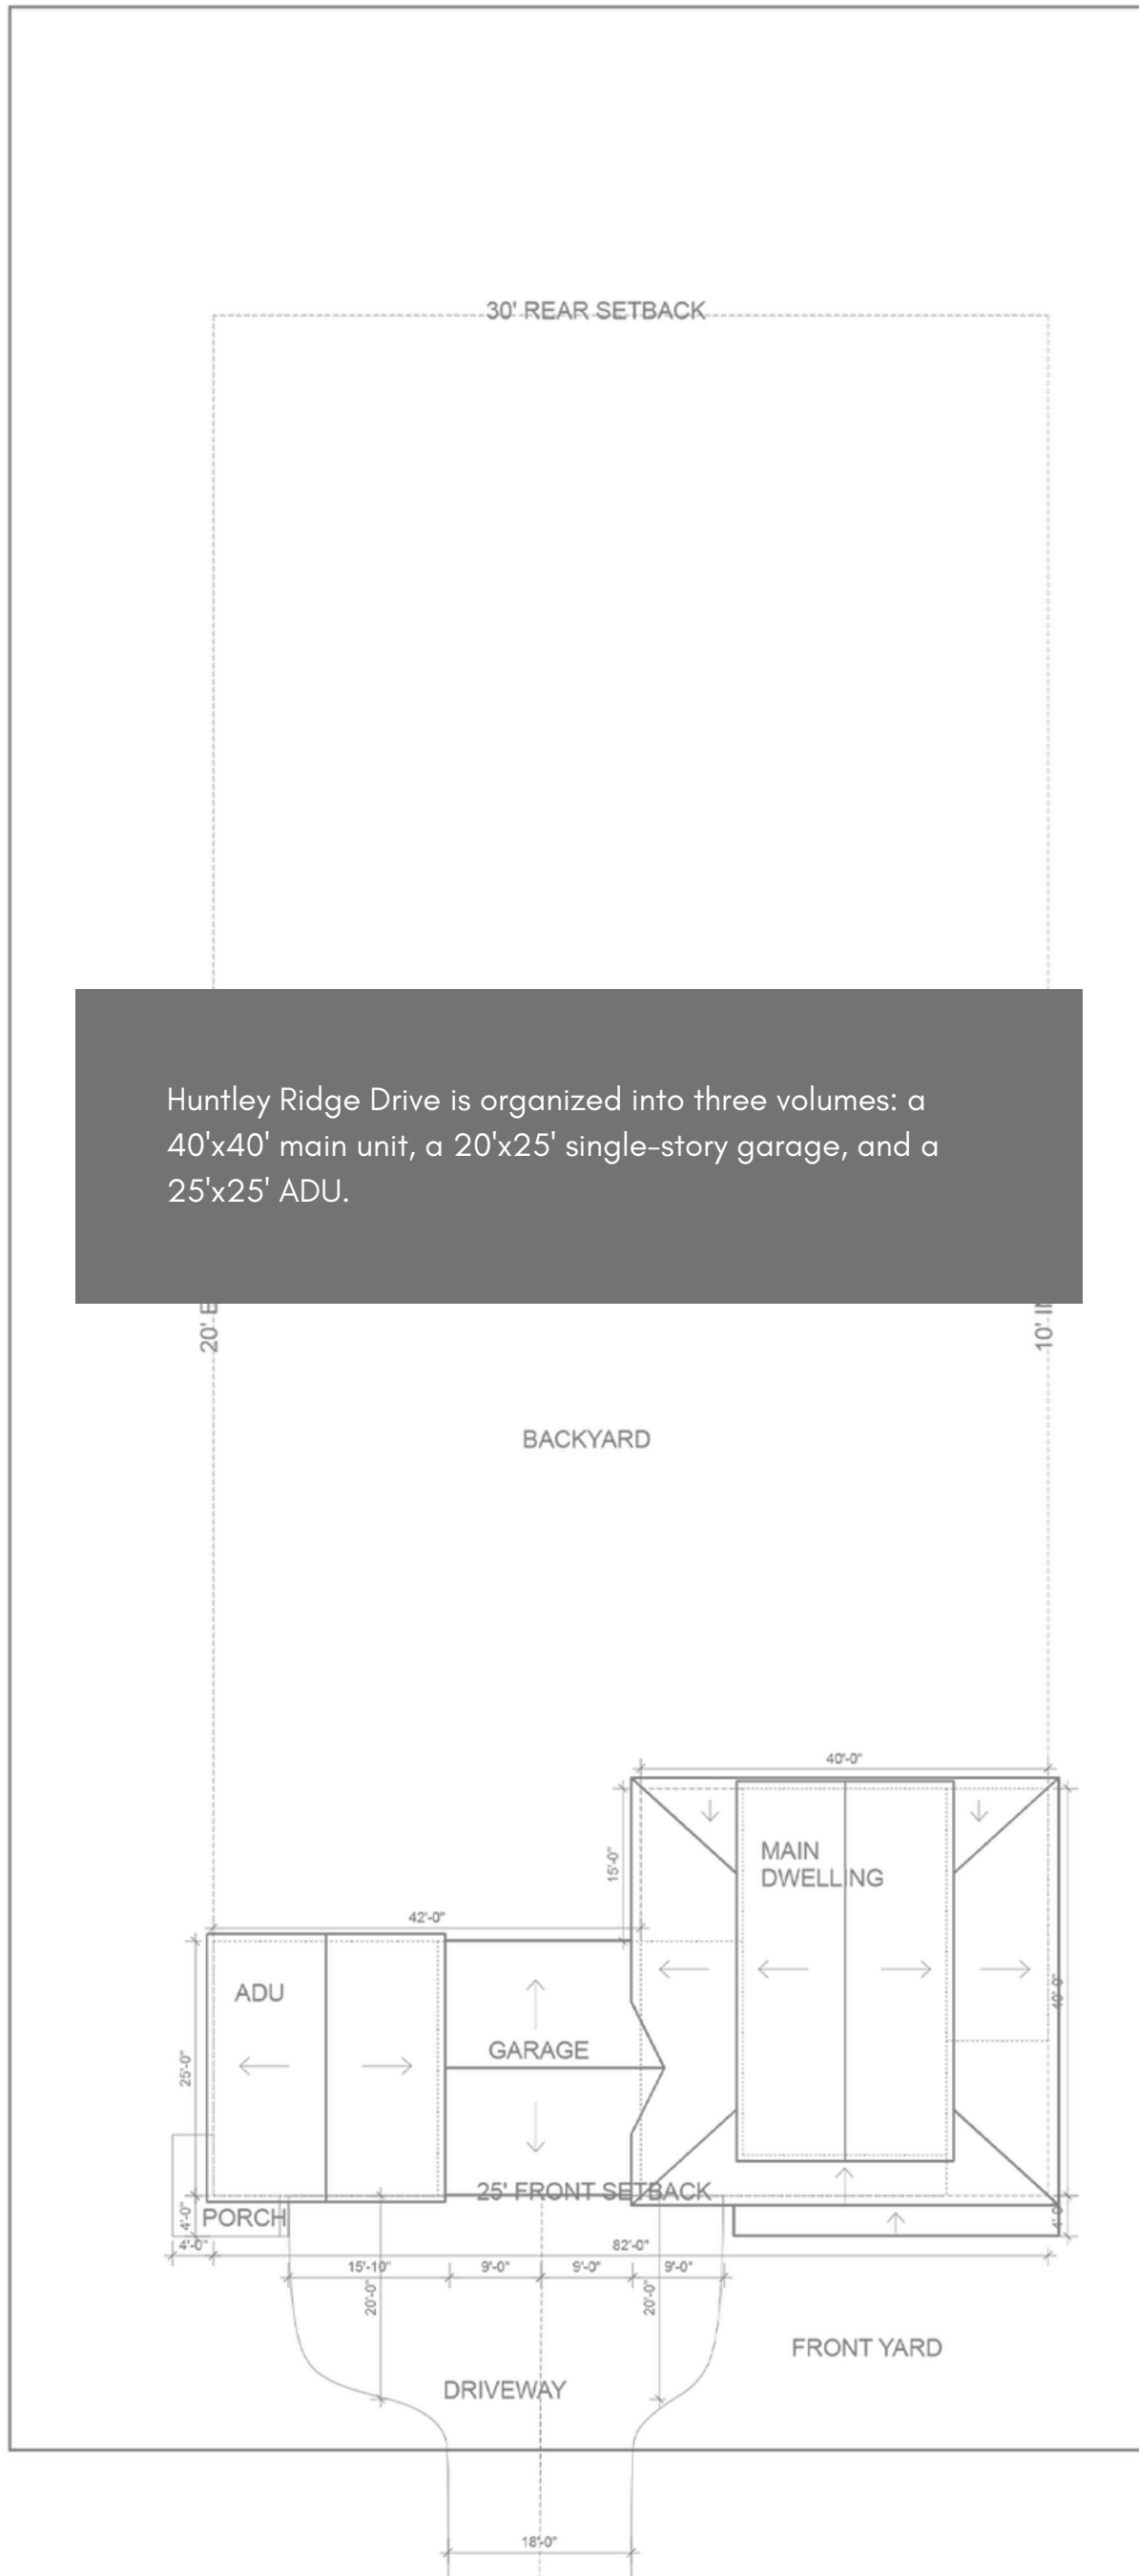 30' REAR SETBACK
Huntley Ridge Drive is organized into three volumes: a
40'x40' main unit, a 20'x25' single-story garage, and a
25'x25' ADU.
20'
10'
BACKYARD
40'-0"
MAIN
DWELLING
15'-0"
42'-0"
ADU
40'-0"
GARAGE
25'-0"
25' FRONT SETBACK
4'-0"
PORCH
4'-0"
4'-0"
82'-0"
15'-10"
9'-0"
9'-0"
9'-0"
20'-0"
20'-0"
FRONT YARD
DRIVEWAY
18'-0"